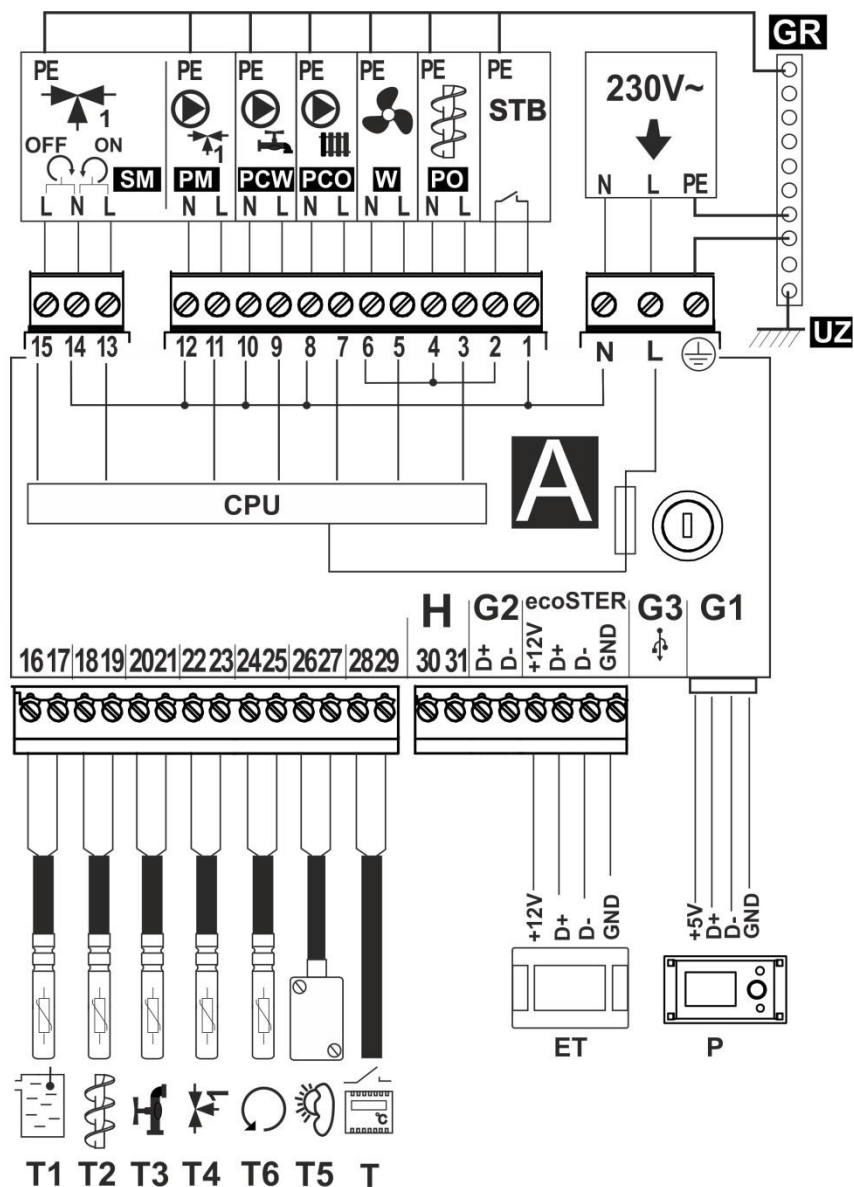 GR
PE PE PE PE PE PE PE
230V~
1
STB
OFF ON
1
SM PM PCW PCO W PO
N L PE
L N L N L N L N L N L N L
UZ
15 14 13 12 11 10 9 8 7 6 5 4 3 2 1 N L
A
CPU
H G2 ecoSTER G3 G1
D+ D- +12V D+ D- GND
16 17 18 19 20 21 22 23 24 25 26 27 28 29 30 31
+12V D+ D- GND +5V D+ D- GND
ET P
1
°C
T1 T2 T3 T4 T6 T5 T